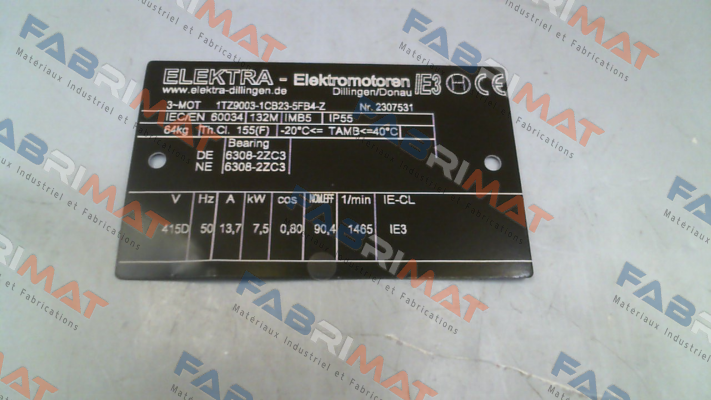 ELEKTRA - Elektromotoren IE3 H CE
www.elektra-dillingen.de Dillingen/Donau
3-MOT 1TZ9003-1CB23-5FB4-Z Nr. 2307531
IEC/EN 60034 132M IMB5 IP55
64kg Th.Cl. 155(F) -20°C<= TAMB<=40°C
Bearing
DE 6308-2ZC3
NE 6308-2ZC3
V Hz A kW cos NOM.EFF 1/min IE-CL
415D 50 13,7 7,5 0,80 90,4 1465 IE3
FABRIMAT
Matériaux Industriel et Fabrications